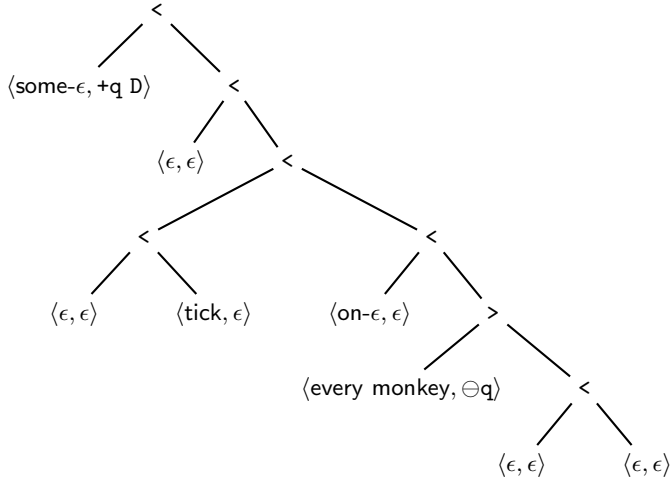 <
⟨some-ϵ, +q D⟩ <
⟨ϵ, ϵ⟩ <
< <
⟨ϵ, ϵ⟩ ⟨tick, ϵ⟩ ⟨on-ϵ, ϵ⟩ >
⟨every monkey, ⊖q⟩ <
⟨ϵ, ϵ⟩ ⟨ϵ, ϵ⟩